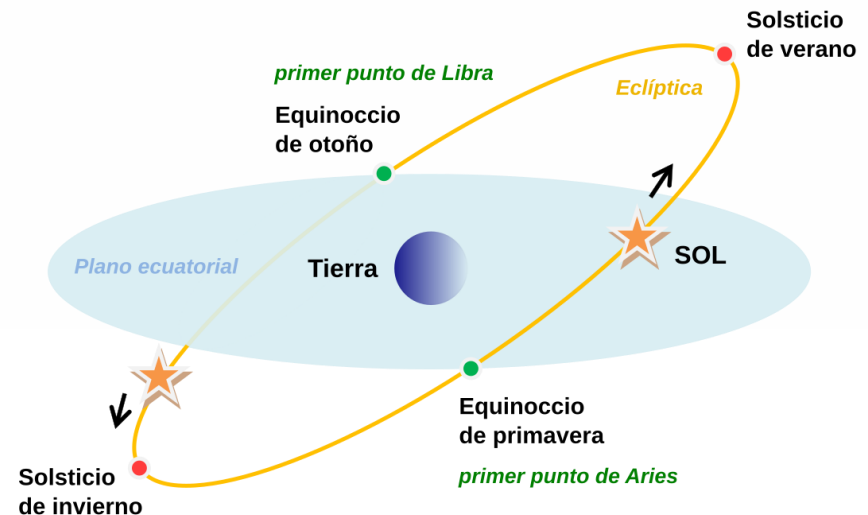 Solsticio
de verano
primer punto de Libra
Eclíptica
Equinoccio
de otoño
SOL
Plano ecuatorial
Tierra
Equinoccio
de primavera
primer punto de Aries
Solsticio
de invierno